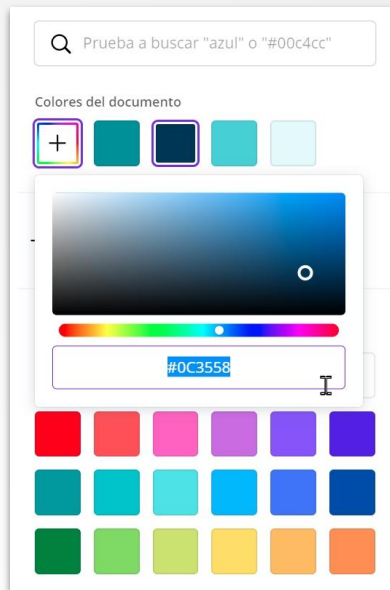 Prueba a buscar "azul" o "#00c4cc"
Colores del documento
#0C3558